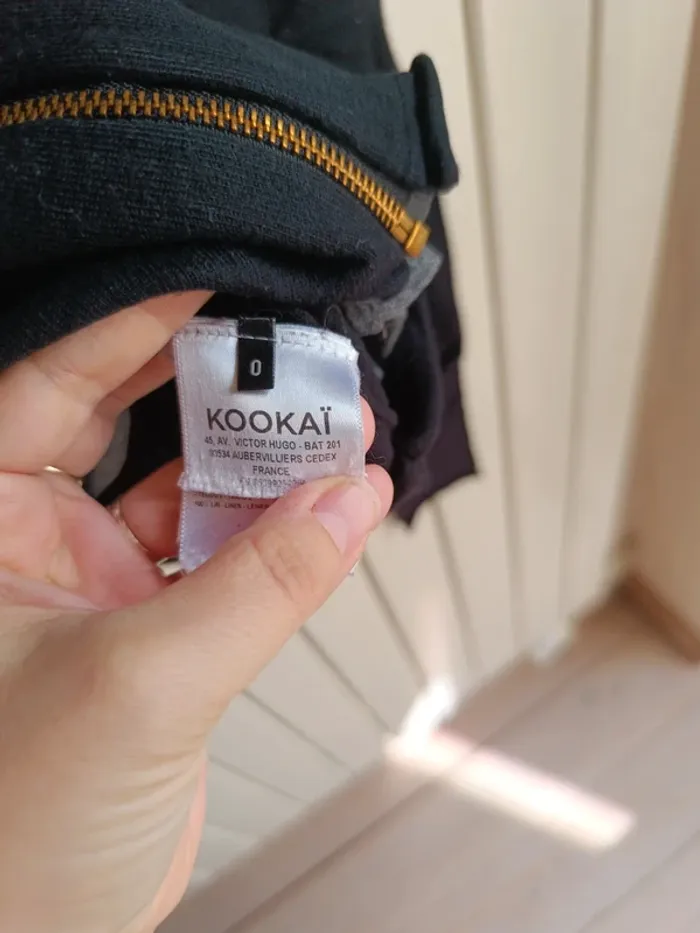 0
KOOKAÏ
45, AV. VICTOR HUGO - BAT 201
93534 AUBERVILLIERS CEDEX
FRANCE